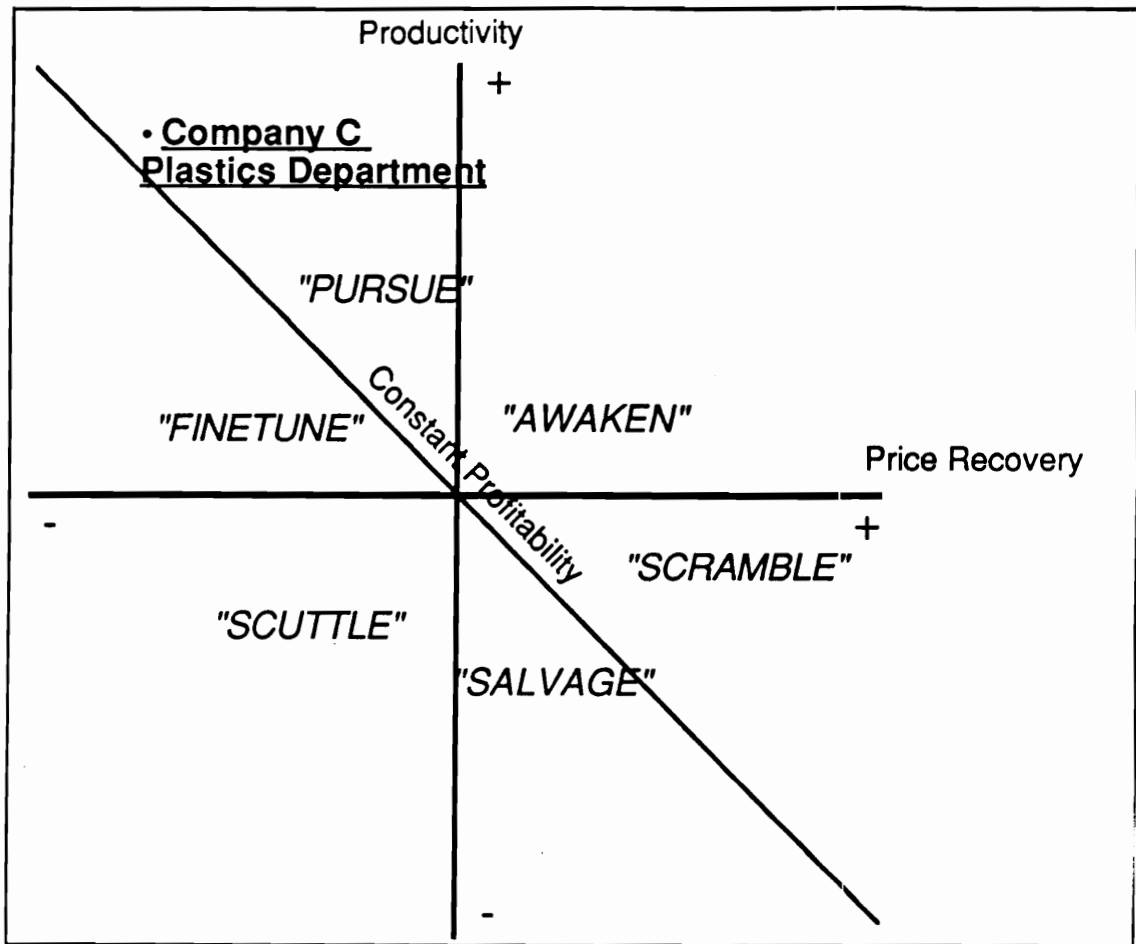 Productivity
+
• Company C
Plastics Department
"PURSUE"
Constant Profitability
"FINETUNE"
"AWAKEN"
Price Recovery
-
+
"SCRAMBLE"
"SCUTTLE"
"SALVAGE"
-